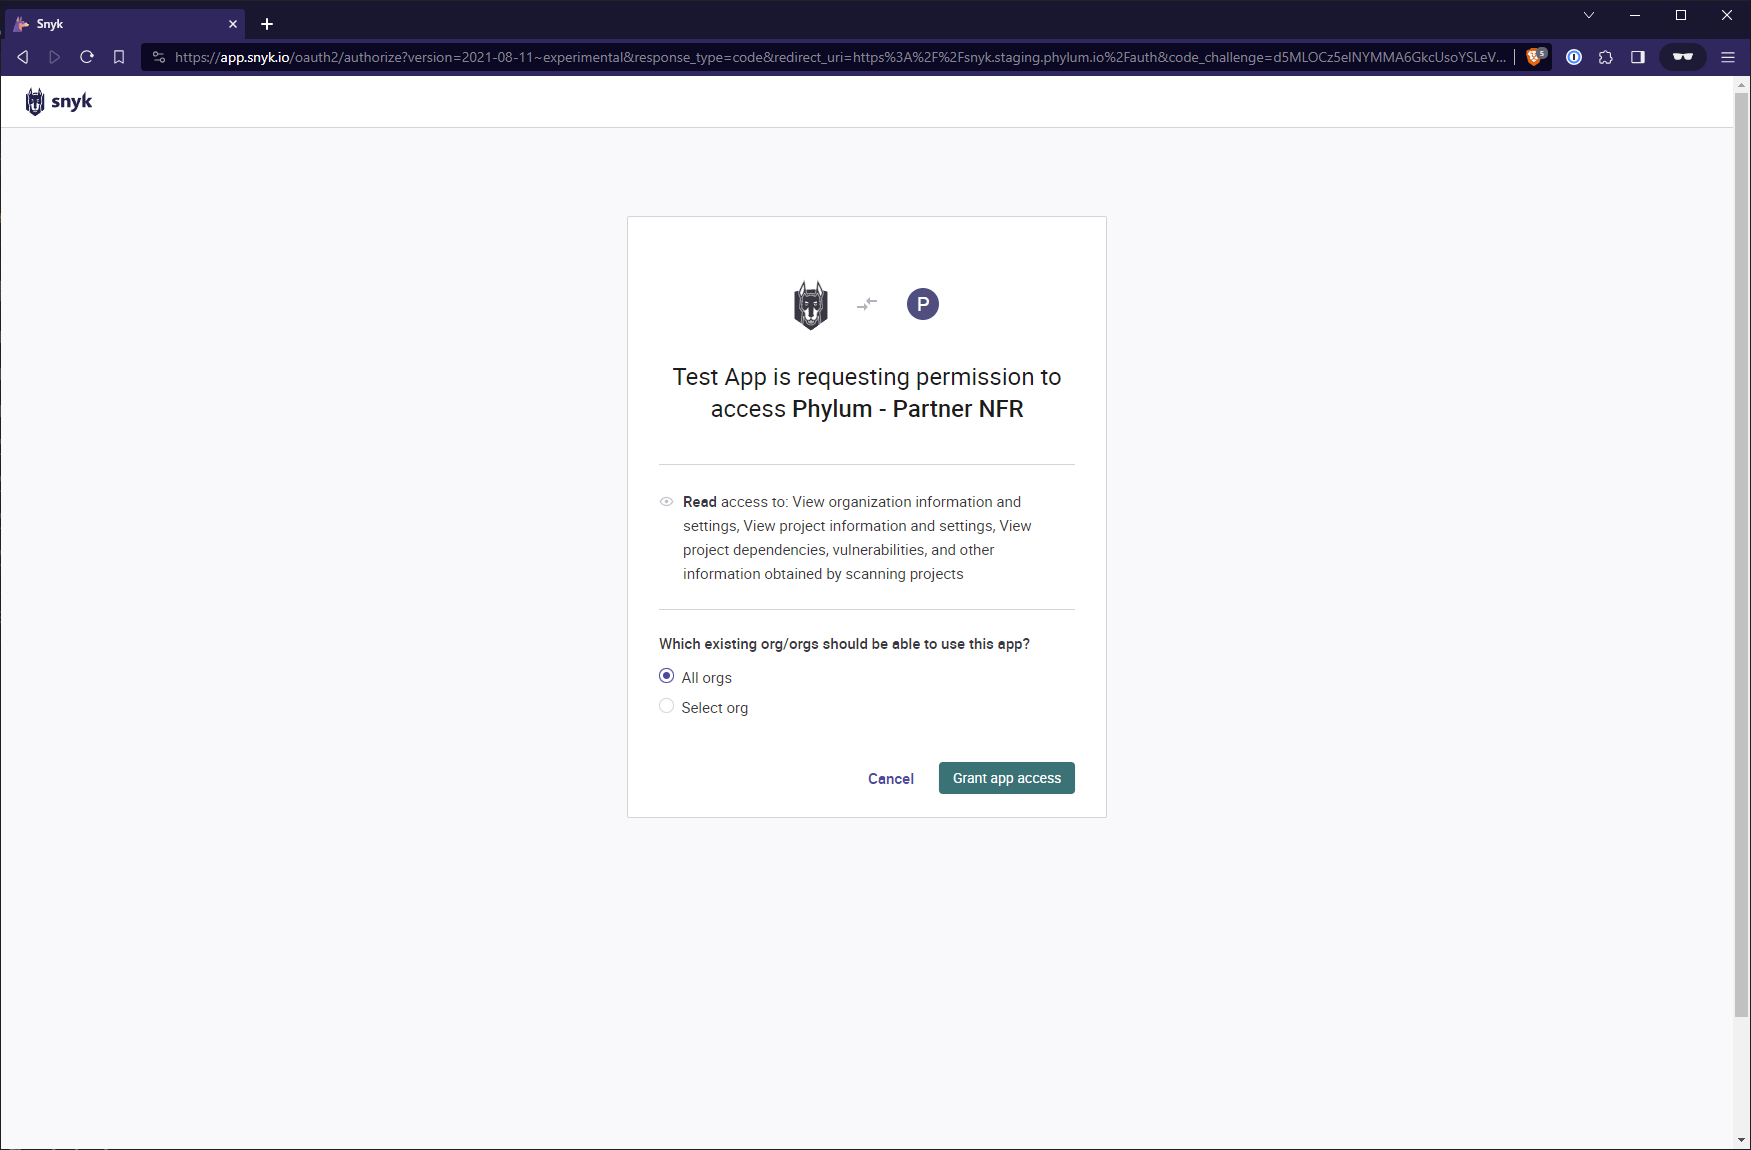 Snyk
https://app.snyk.io/oauth2/authorize?version=2021-08-11~experimental&response_type=code&redirect_uri=https%3A%2F%2Fsnyk.staging.phylum.io%2Fauth&code_challenge=d5MLOCz5elNYMMA6GkcUsoYSLeV...
5
snyk
P
Test App is requesting permission to
access Phylum - Partner NFR
Read access to: View organization information and
settings, View project information and settings, View
project dependencies, vulnerabilities, and other
information obtained by scanning projects
Which existing org/orgs should be able to use this app?
All orgs
Select org
Cancel
Grant app access